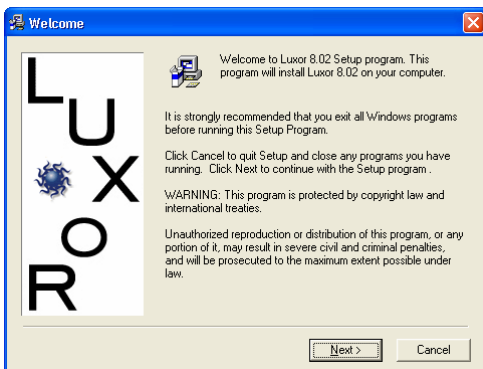 Welcome
LUXOR
Welcome to Luxor 8.02 Setup program. This
program will install Luxor 8.02 on your computer.
It is strongly recommended that you exit all Windows programs
before running this Setup Program.
Click Cancel to quit Setup and close any programs you have
running. Click Next to continue with the Setup program .
WARNING: This program is protected by copyright law and
international treaties.
Unauthorized reproduction or distribution of this program, or any
portion of it, may result in severe civil and criminal penalties,
and will be prosecuted to the maximum extent possible under
law.
Next >
Cancel